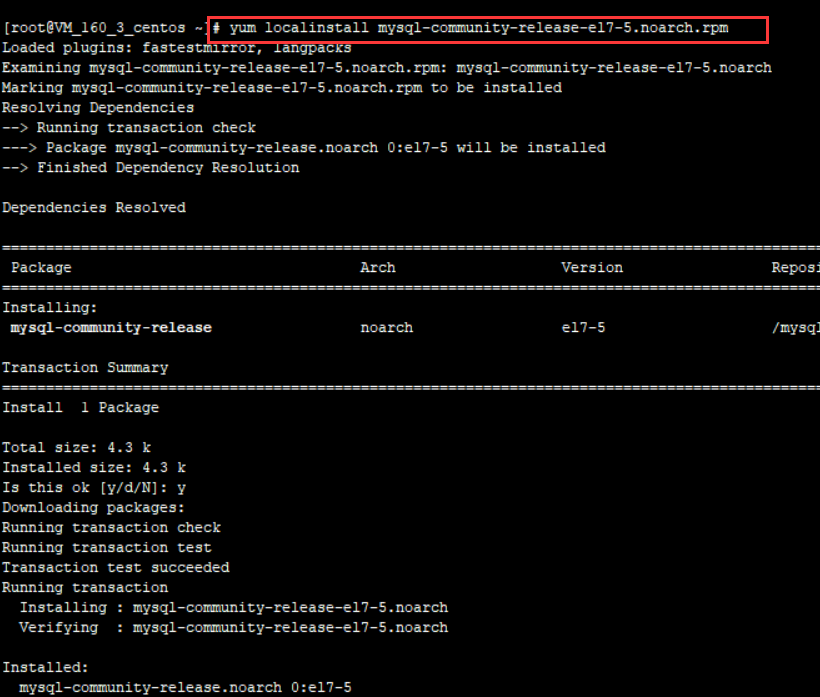 [root@VM_160_3_centos ~]# yum localinstall mysql-community-release-el7-5.noarch.rpm
Loaded plugins: fastestmirror, langpacks
Examining mysql-community-release-el7-5.noarch.rpm: mysql-community-release-el7-5.noarch
Marking mysql-community-release-el7-5.noarch.rpm to be installed
Resolving Dependencies
--> Running transaction check
---> Package mysql-community-release.noarch 0:el7-5 will be installed
--> Finished Dependency Resolution
Dependencies Resolved
Package Arch Version Reposi
Installing:
mysql-community-release noarch el7-5 /mysql
Transaction Summary
Install 1 Package
Total size: 4.3 k
Installed size: 4.3 k
Is this ok [y/d/N]: y
Downloading packages:
Running transaction check
Running transaction test
Transaction test succeeded
Running transaction
Installing : mysql-community-release-el7-5.noarch
Verifying : mysql-community-release-el7-5.noarch
Installed:
mysql-community-release.noarch 0:el7-5